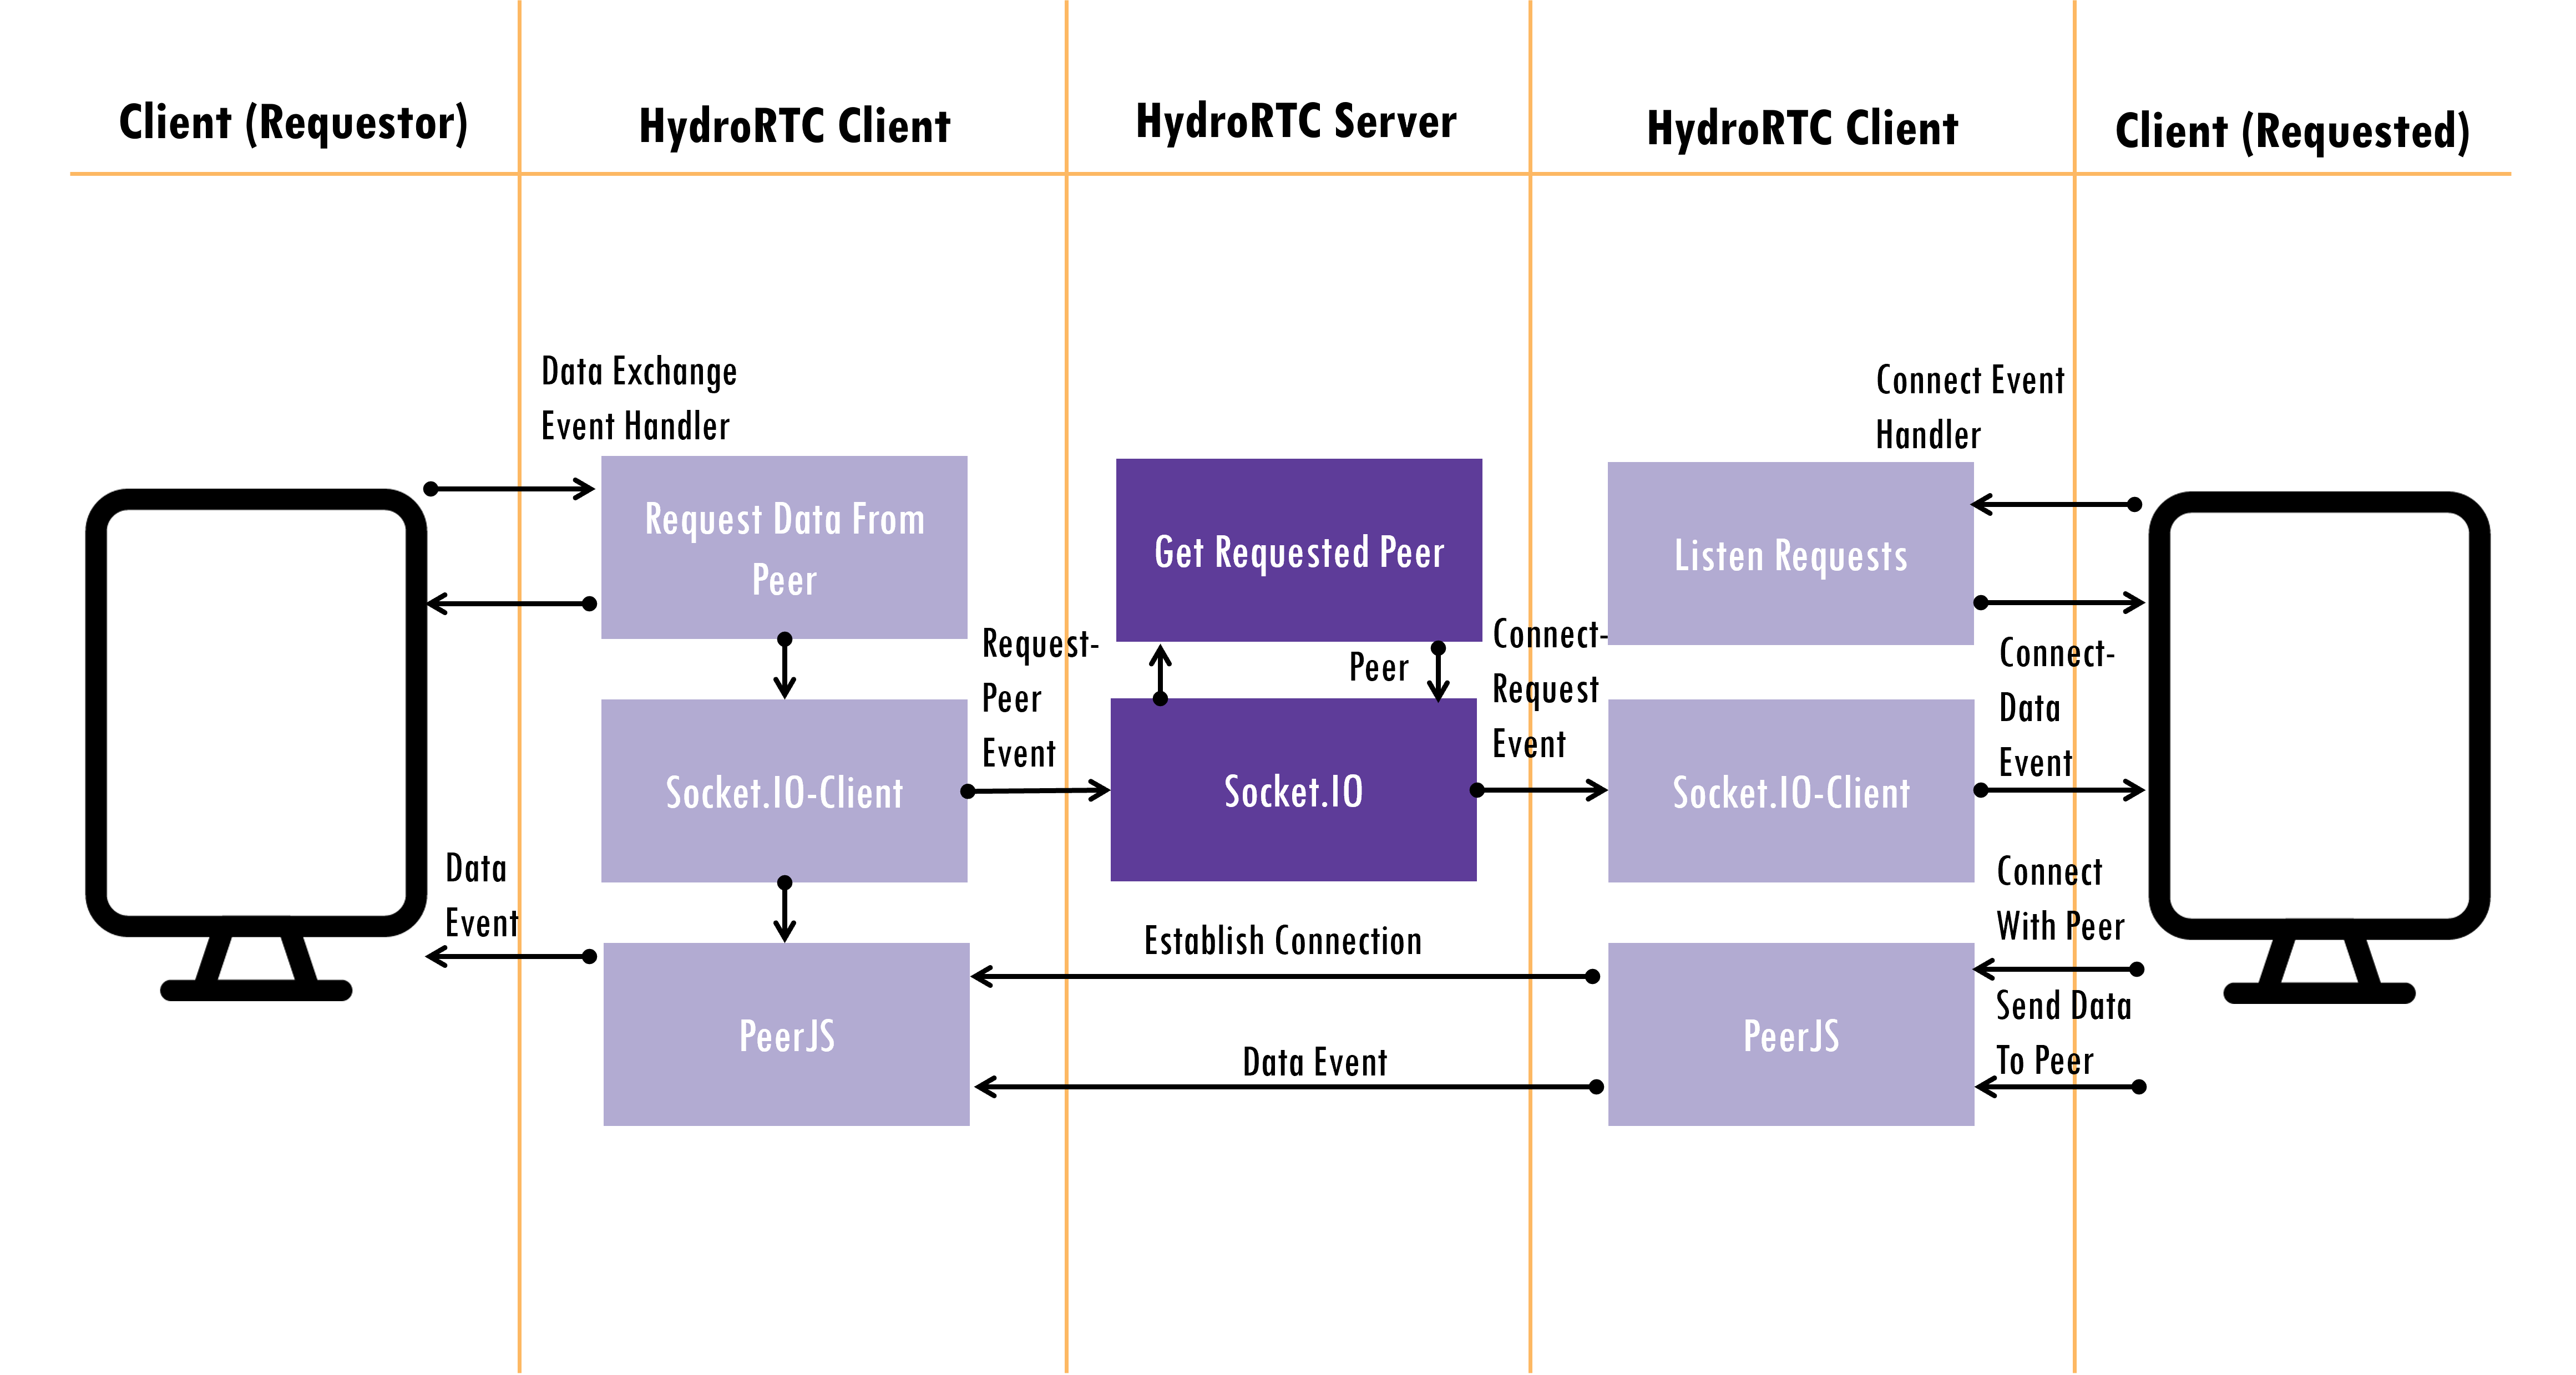 Client (Requestor)
HydroRTC Client
HydroRTC Server
HydroRTC Client
Client (Requested)
Data Exchange
Event Handler
Connect Event
Handler
Request Data From
Peer
Get Requested Peer
Listen Requests
Request-
Peer
Event
Peer
Connect-
Request
Event
Connect-
Data
Event
Socket.IO-Client
Socket.IO
Socket.IO-Client
Data
Event
Establish Connection
Connect
With Peer
Send Data
To Peer
PeerJS
Data Event
PeerJS